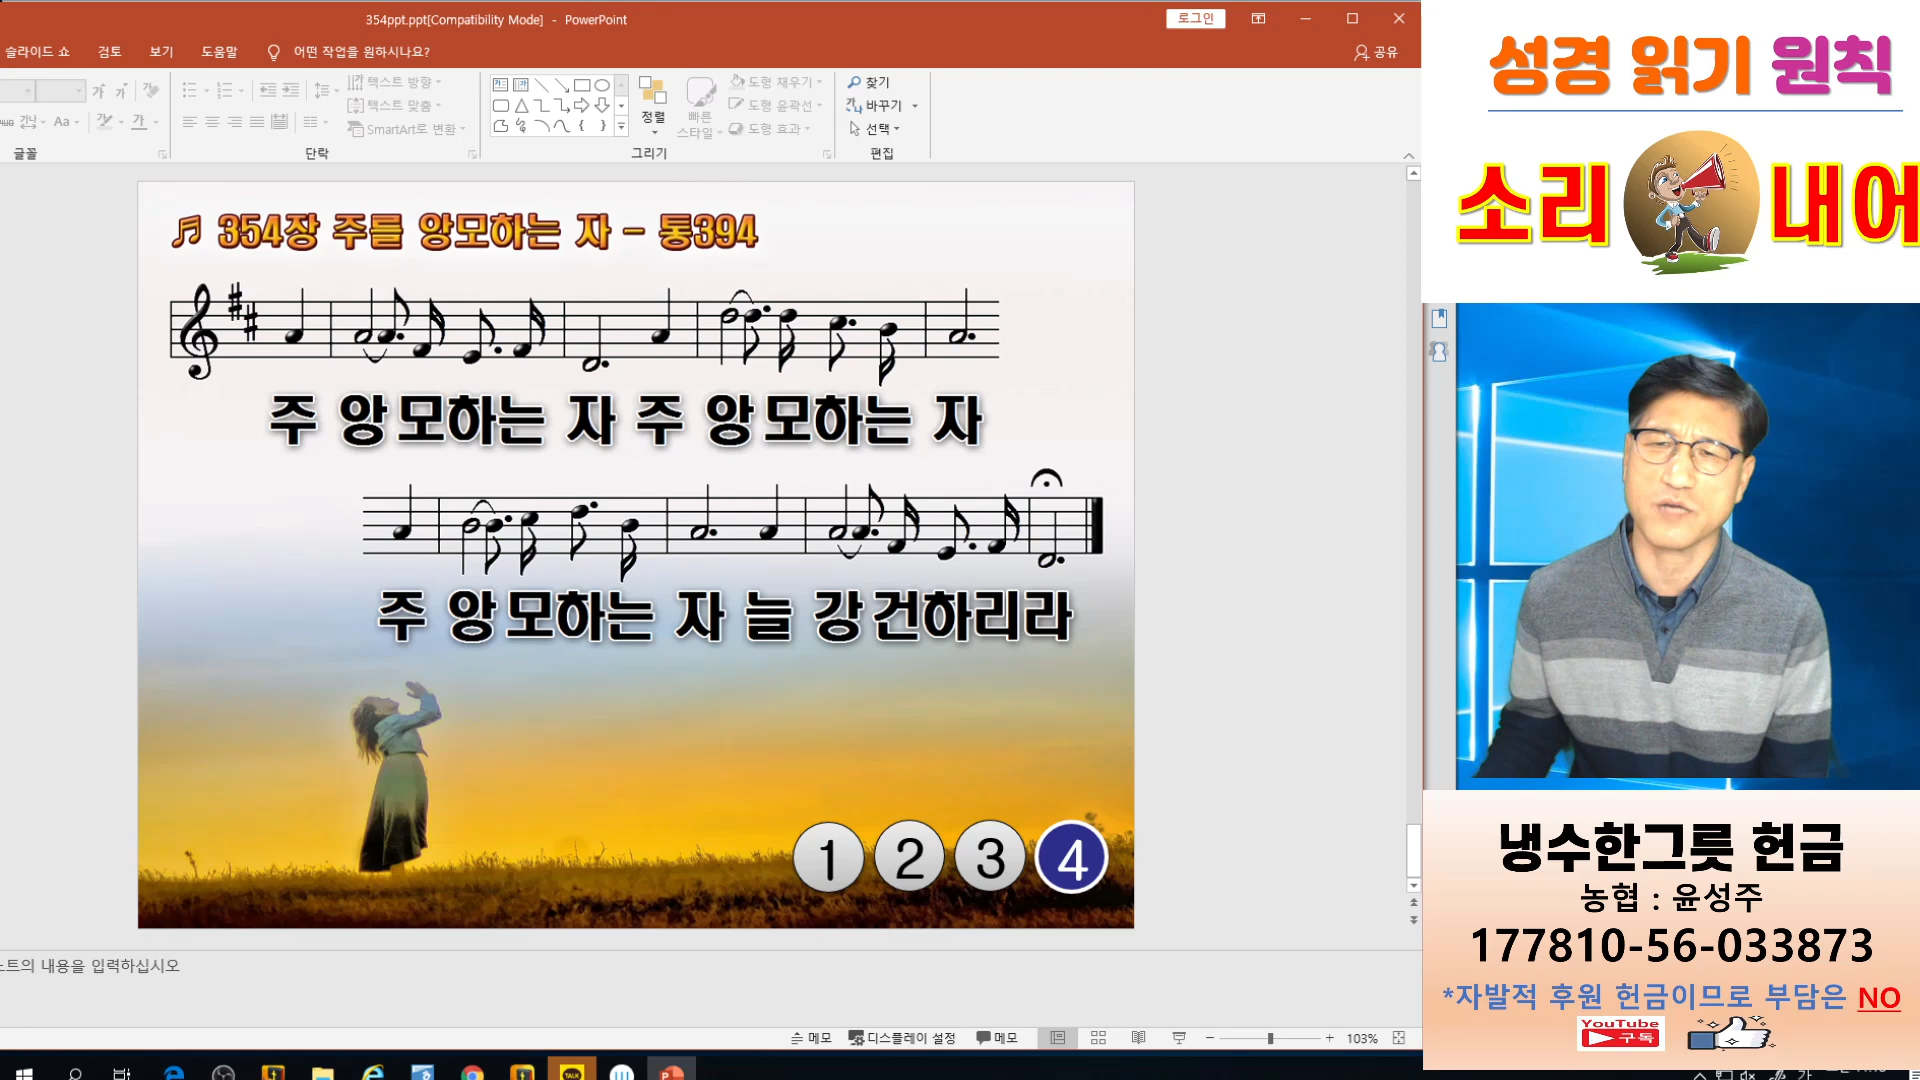 354ppt.ppt[Compatibility Mode] - PowerPoint
로그인
슬라이드 쇼 검토 보기 도움말 어떤 작업을 원하시나요?
공유
텍스트 방향
텍스트 맞춤
SmartArt로 변환
정렬
빠른
스타일
도형 채우기
도형 윤곽선
도형 효과
찾기
바꾸기
선택
글꼴 단락 그리기 편집
354장 주를 앙모하는 자 - 통394
주 앙모하는 자 주 앙모하는 자
주 앙모하는 자 늘 강건하리라
1 2 3 4
노트의 내용을 입력하십시오
메모 디스플레이 설정 메모
103%
성경 읽기 원칙
소리 내어
냉수한그릇 헌금
농협 : 윤성주
177810-56-033873
*자발적 후원 헌금이므로 부담은 NO
YouTube
구독